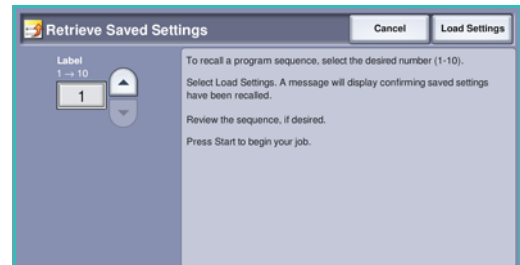 Retrieve Saved Settings
Cancel
Load Settings
Label
1 → 10
1
To recall a program sequence, select the desired number (1-10).
Select Load Settings. A message will display confirming saved settings
have been recalled.
Review the sequence, if desired.
Press Start to begin your job.